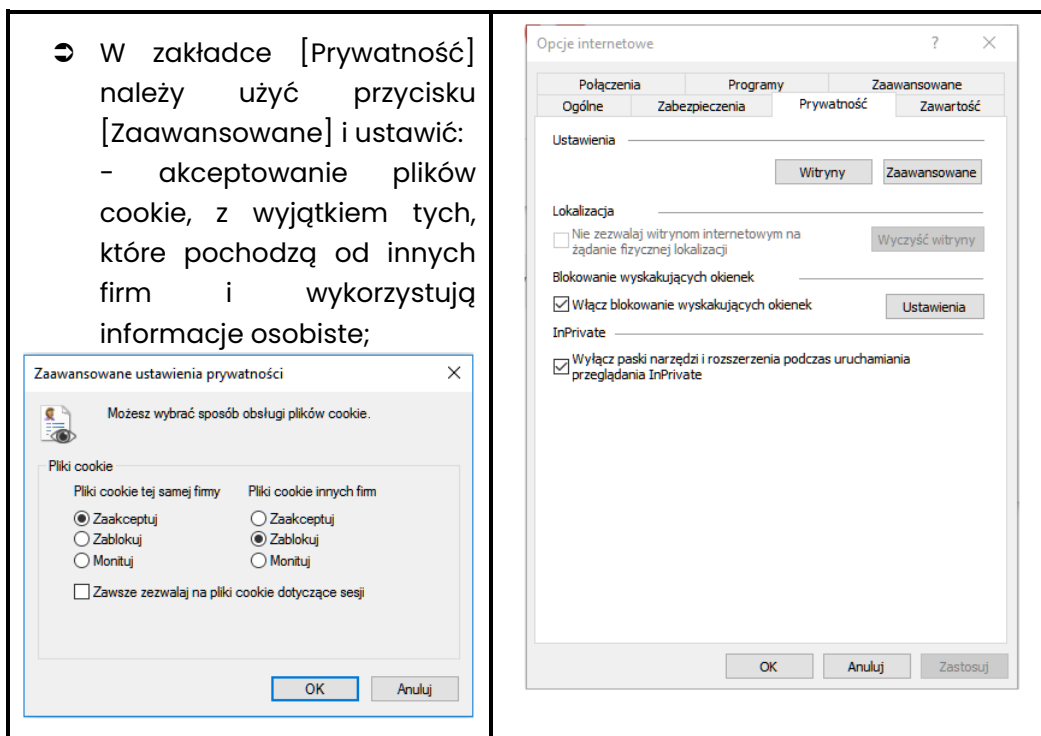 ➲ W zakładce [Prywatność]
należy użyć przycisku
[Zaawansowane] i ustawić:
- akceptowanie plików
cookie, z wyjątkiem tych,
które pochodzą od innych
firm i wykorzystują
informacje osobiste;
Zaawansowane ustawienia prywatności
Możesz wybrać sposób obsługi plików cookie.
Pliki cookie
Pliki cookie tej samej firmy Pliki cookie innych firm
Zaakceptuj Zaakceptuj
Zablokuj Zablokuj
Monituj Monituj
Zawsze zezwalaj na pliki cookie dotyczące sesji
OK Anuluj
Opcje internetowe ?
Połączenia Programy Zaawansowane
Ogólne Zabezpieczenia Prywatność Zawartość
Ustawienia
Witryny Zaawansowane
Lokalizacja
Nie zezwalaj witrynom internetowym na
żądanie fizycznej lokalizacji Wyczyść witryny
Blokowanie wyskakujących okienek
Włącz blokowanie wyskakujących okienek Ustawienia
InPrivate
Wyłącz paski narzędzi i rozszerzenia podczas uruchamiania
przeglądania InPrivate
OK Anuluj Zastosuj